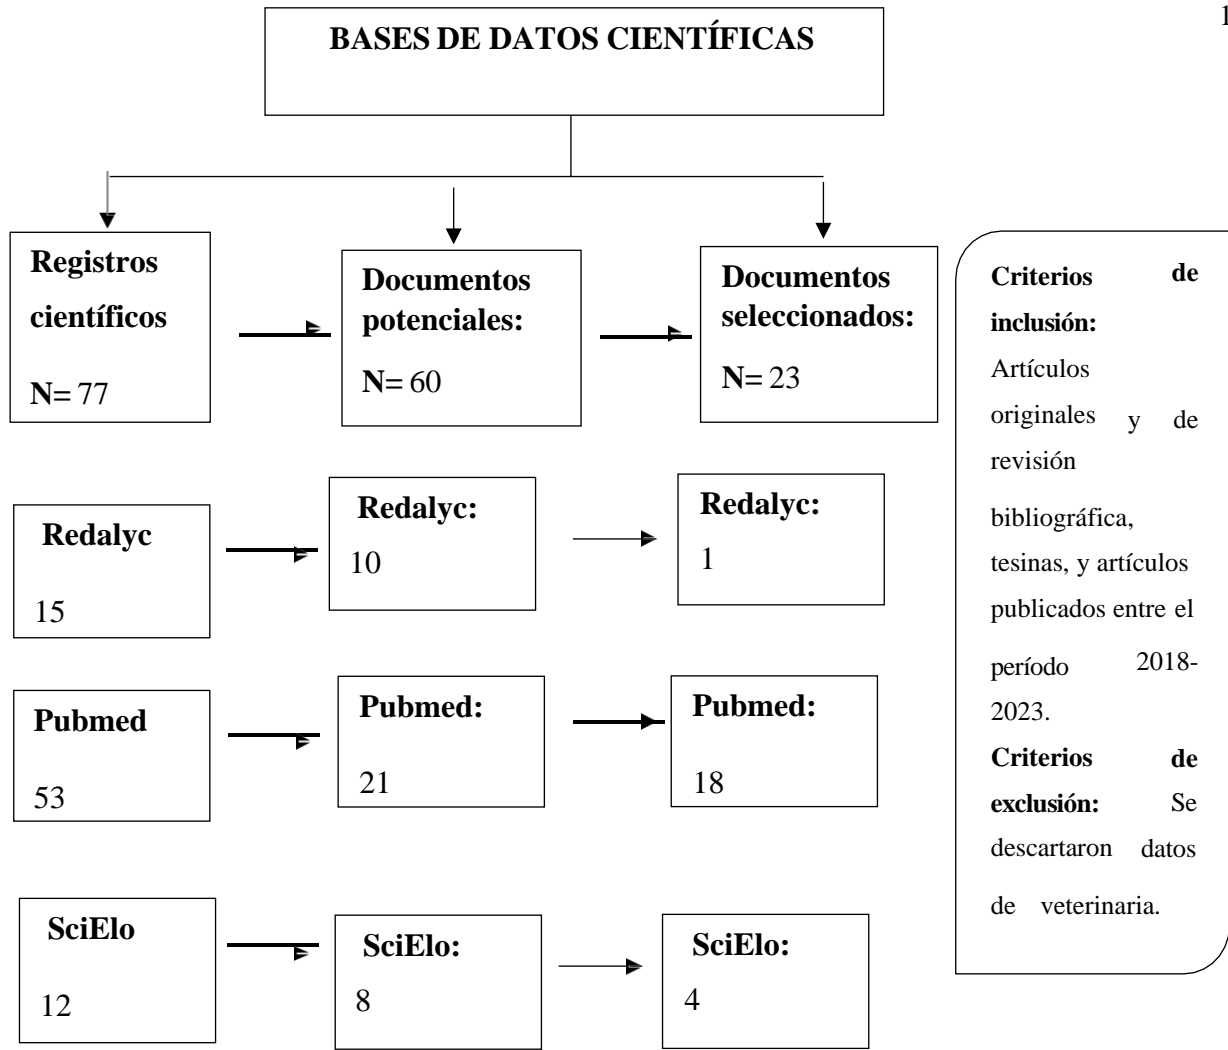 1
BASES DE DATOS CIENTÍFICAS
Registros
científicos
N= 77
Documentos
potenciales:
N= 60
Documentos
seleccionados:
N= 23
Redalyc
15
Redalyc:
10
Redalyc:
1
Pubmed
53
Pubmed:
21
Pubmed:
18
SciElo
12
SciElo:
8
SciElo:
4
Criterios de
inclusión:
Artículos
originales y de
revisión
bibliográfica,
tesinas, y artículos
publicados entre el
período 2018-
2023.
Criterios de
exclusión: Se
descartaron datos
de veterinaria.